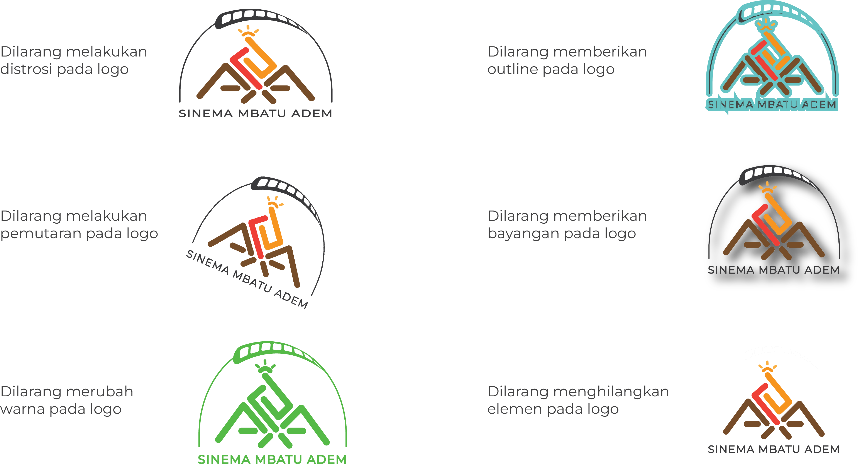 Dilarang melakukan
distrosi pada logo
SINEMA MBATU ADEM
Dilarang memberikan
outline pada logo
SINEMA MBATU ADEM
Dilarang melakukan
pemutaran pada logo
SINEMA MBATU ADEM
Dilarang memberikan
bayangan pada logo
SINEMA MBATU ADEM
Dilarang merubah
warna pada logo
SINEMA MBATU ADEM
Dilarang menghilangkan
elemen pada logo
SINEMA MBATU ADEM